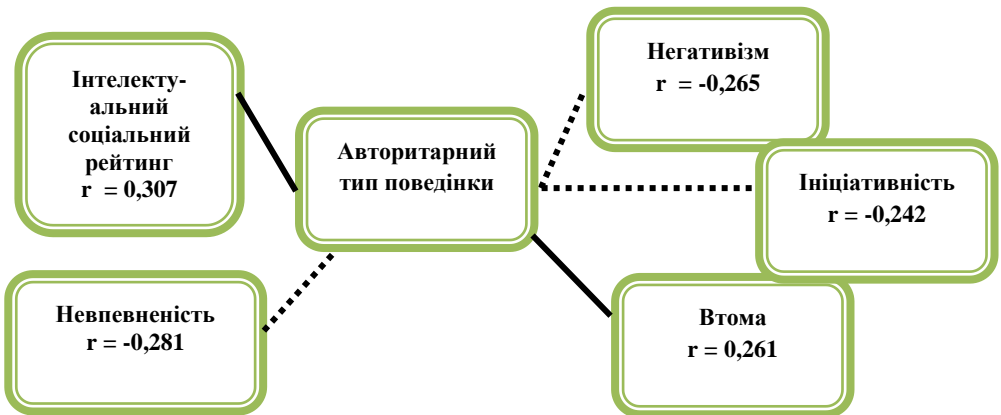 Інтелекту-
альний
соціальний
рейтинг
r = 0,307
Негативізм
r = -0,265
Авторитарний
тип поведінки
Ініціативність
r = -0,242
Невпевненість
r = -0,281
Втома
r = 0,261